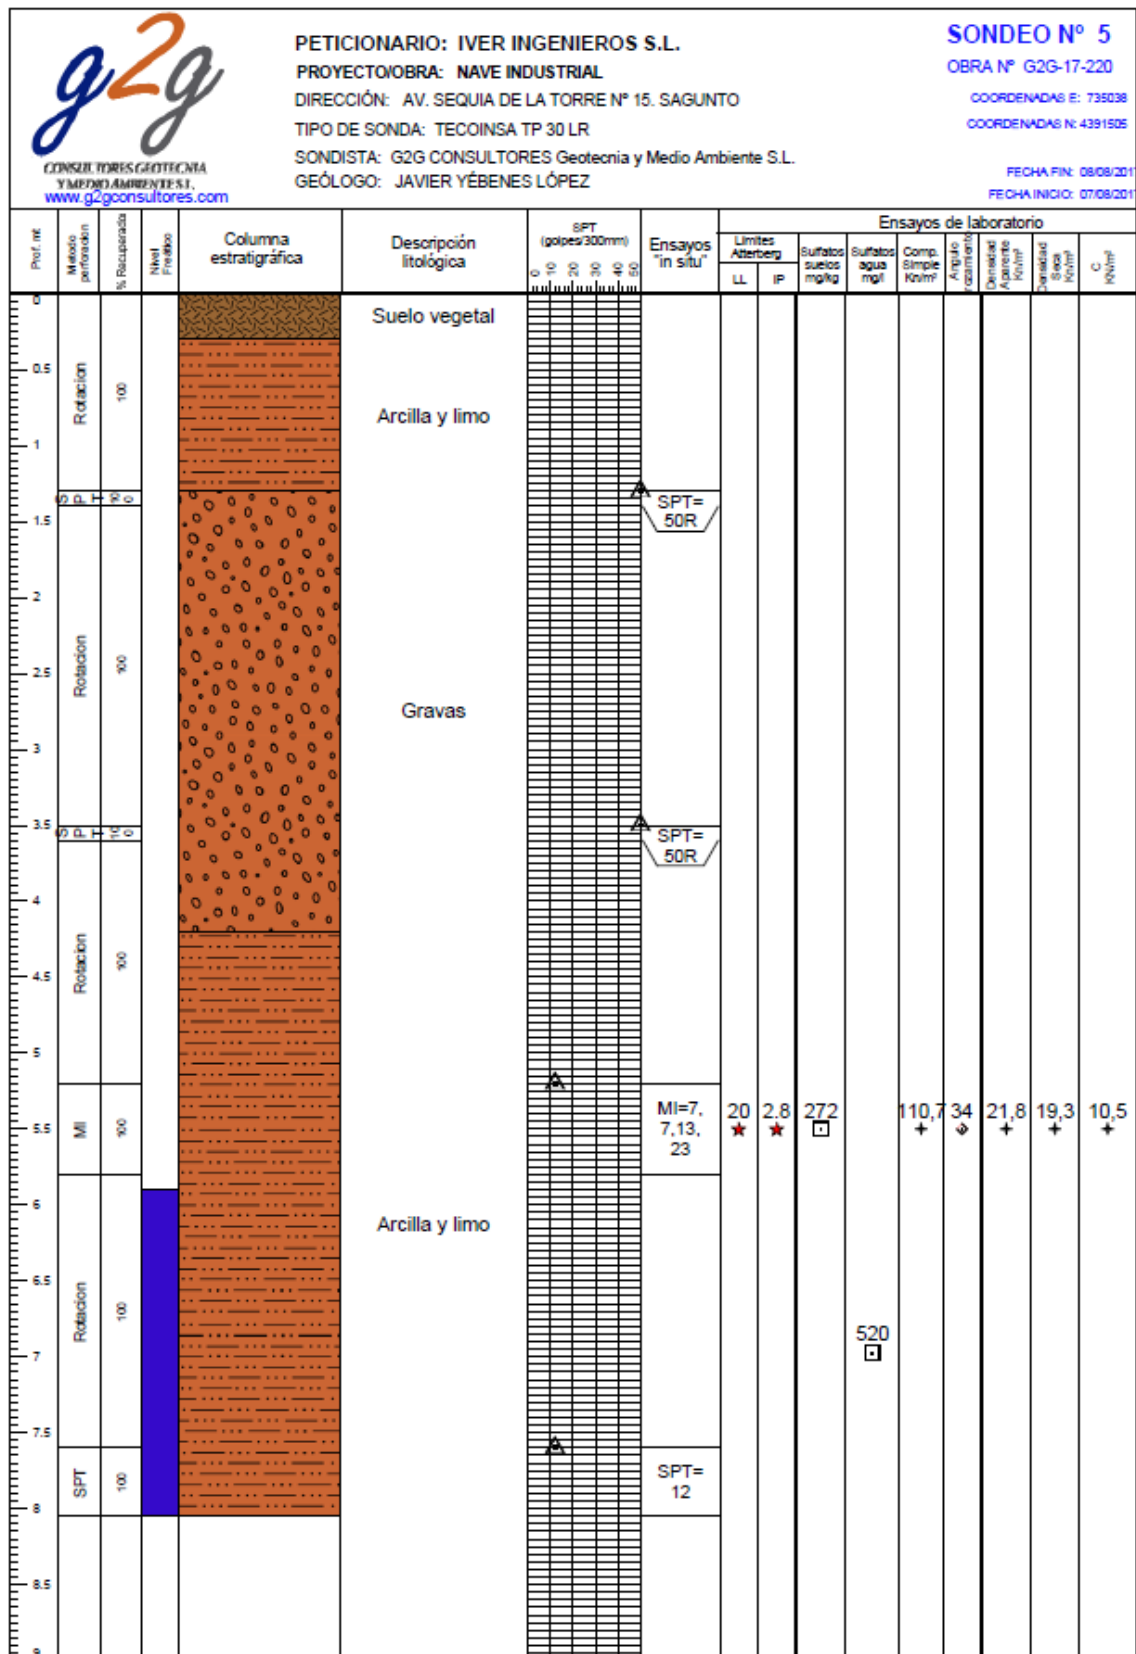 g2g
CONSULTORES GEOTECNIA
Y MEDIO AMBIENTE S.L.
www.g2gconsultores.com
PETICIONARIO: IVER INGENIEROS S.L.
PROYECTO/OBRA: NAVE INDUSTRIAL
DIRECCIÓN: AV. SEQUIA DE LA TORRE Nº 15. SAGUNTO
TIPO DE SONDA: TECOINSA TP 30 LR
SONDISTA: G2G CONSULTORES Geotecnia y Medio Ambiente S.L.
GEÓLOGO: JAVIER YÉBENES LÓPEZ
SONDEO Nº 5
OBRA Nº G2G-17-220
COORDENADAS E: 735038
COORDENADAS N: 4391505
FECHA FIN: 08/08/2017
FECHA INICIO: 07/08/2017
Prof. mt
Metodo perforacion
% Recuperado
Nivel Freático
Columna estratigráfica
Descripción litológica
SPT (golpes/300mm)
0 10 20 30 40 50
Ensayos "in situ"
Ensayos de laboratorio
Limites Atterberg
LL IP
Sulfatos suelos mg/kg
Sulfatos agua mg/l
Comp. Simple Kn/m²
Angulo rozamiento
Densidad Aparente Kn/m³
Densidad Seca Kn/m³
C KN/m²
0
Suelo vegetal
0.5
Rotacion 100
Arcilla y limo
1
SPT 100
SPT=
50R
1.5
2
Rotacion 100
2.5
Gravas
3
3.5
SPT 100
SPT=
50R
4
Rotacion 100
4.5
5
MI 100
MI=7,
7,13,
23
20 2.8 272 110,7 34 21,8 19,3 10,5
5.5
6
Arcilla y limo
6.5
Rotacion 100
520
7
7.5
SPT 100
SPT=
12
8
8.5
9